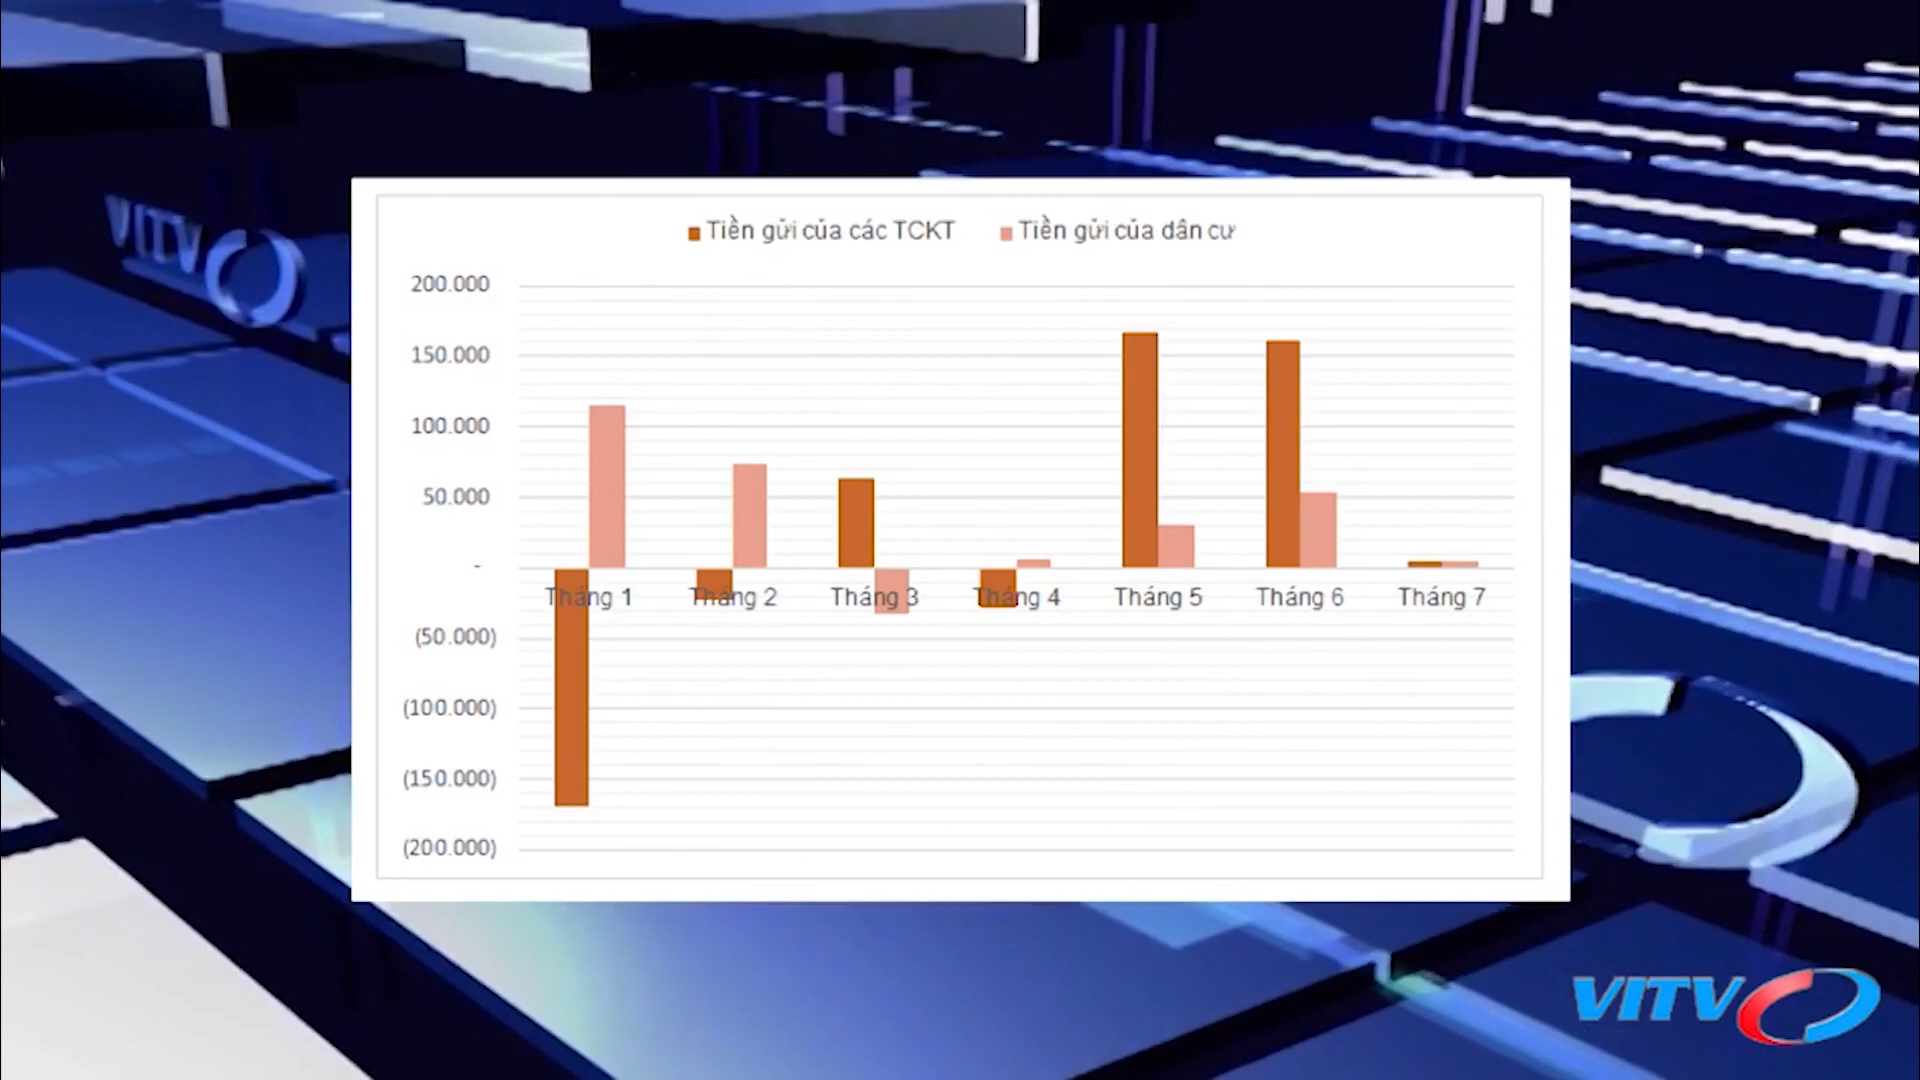 VITV
Tiền gửi của các TCKT Tiền gửi của dân cư
200.000
150.000
100.000
50.000
-
Tháng 1 Tháng 2 Tháng 3 Tháng 4 Tháng 5 Tháng 6 Tháng 7
(50.000)
(100.000)
(150.000)
(200.000)
VITV